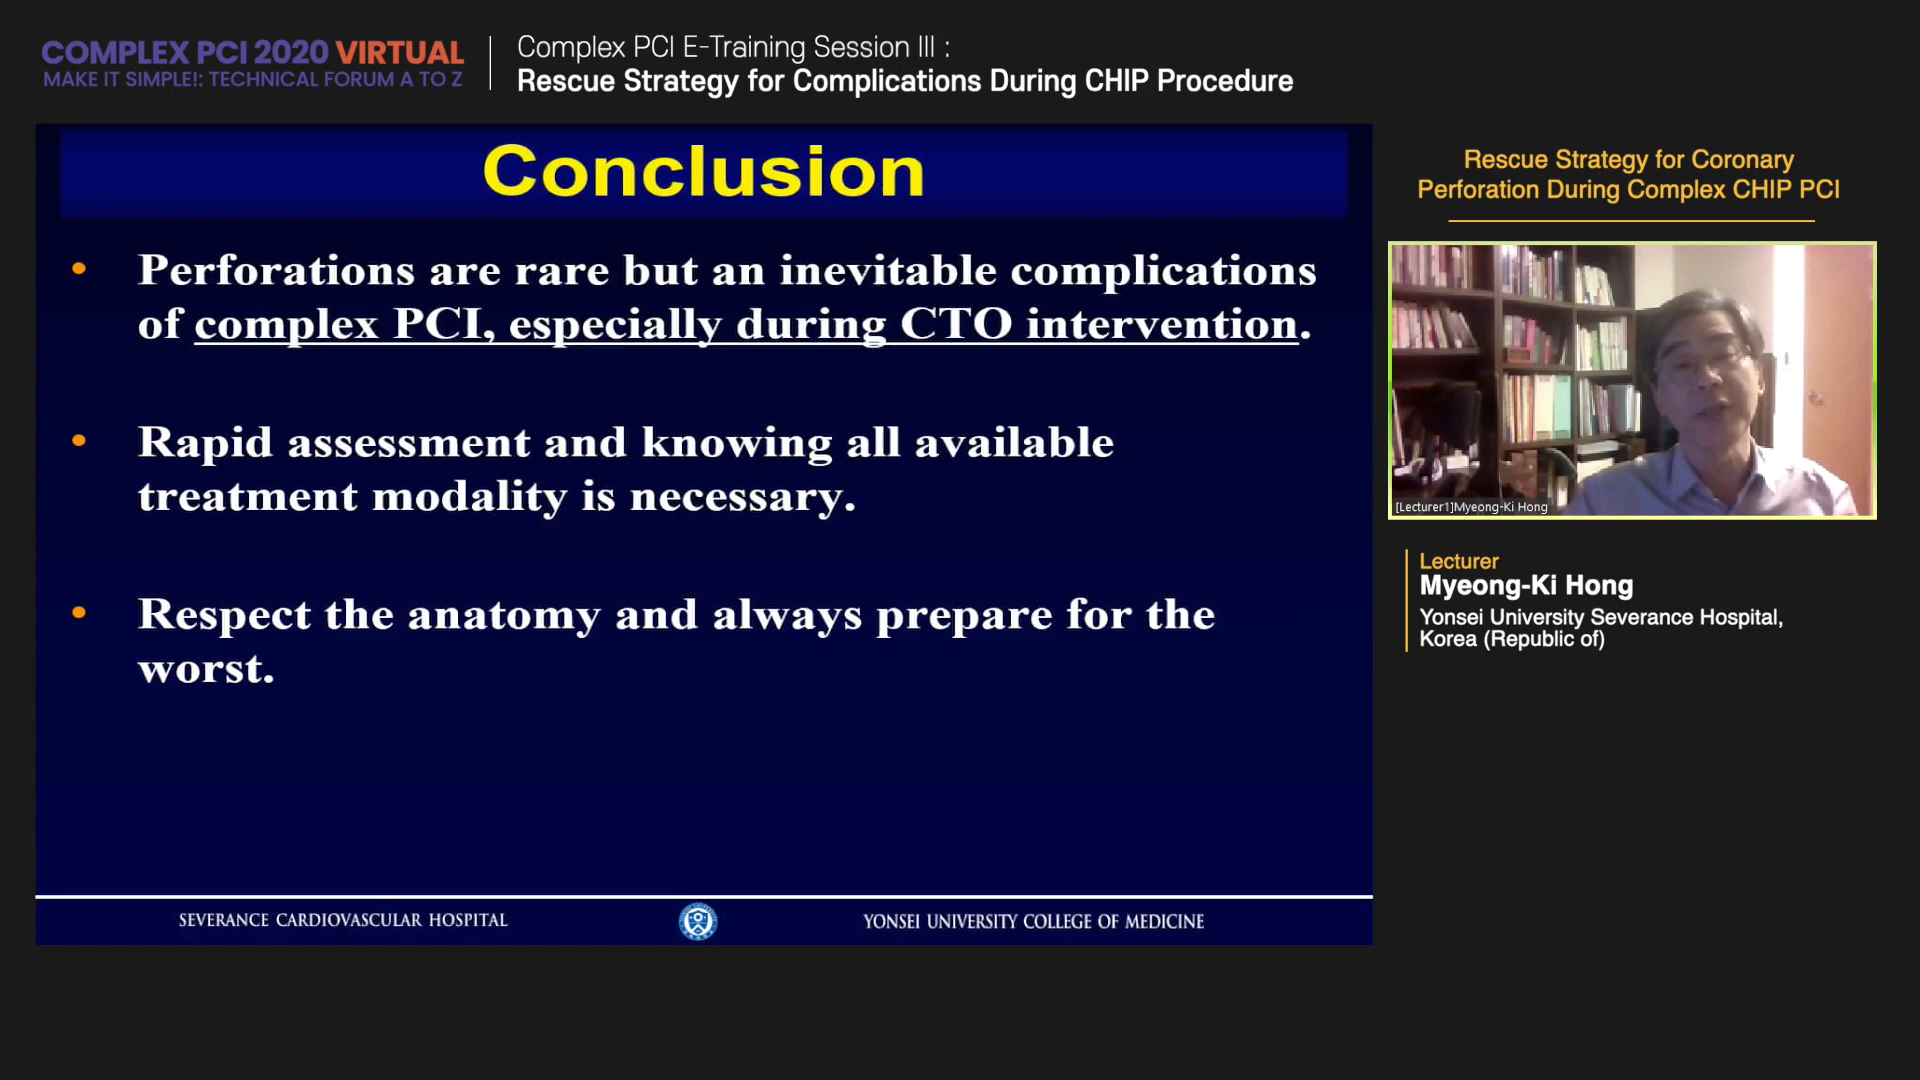 COMPLEX PCI 2020 VIRTUAL
MAKE IT SIMPLE!: TECHNICAL FORUM A TO Z
Complex PCI E-Training Session III :
Rescue Strategy for Complications During CHIP Procedure
Conclusion
• Perforations are rare but an inevitable complications
of complex PCI, especially during CTO intervention.
• Rapid assessment and knowing all available
treatment modality is necessary.
• Respect the anatomy and always prepare for the
worst.
SEVERANCE CARDIOVASCULAR HOSPITAL
YONSEI UNIVERSITY COLLEGE OF MEDICINE
Rescue Strategy for Coronary
Perforation During Complex CHIP PCI
[Lecturer1]Myeong-Ki Hong
Lecturer
Myeong-Ki Hong
Yonsei University Severance Hospital,
Korea (Republic of)